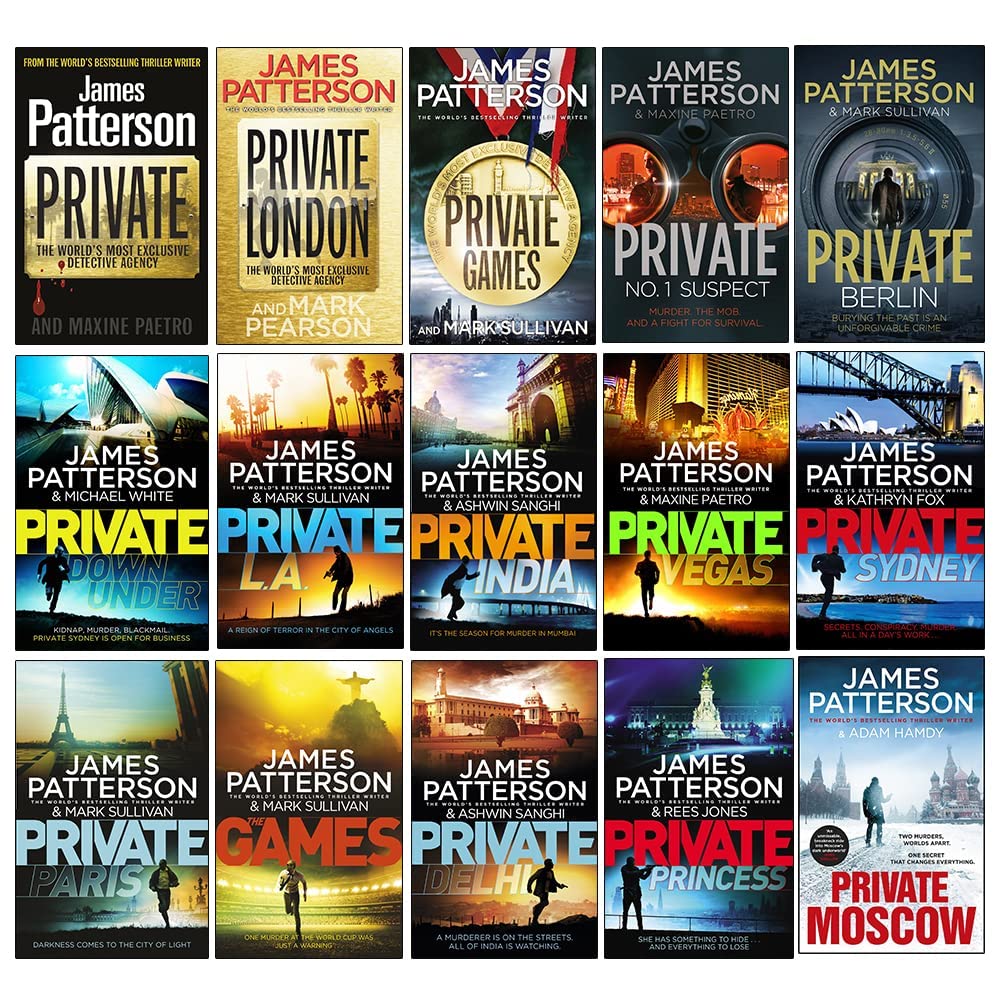 FROM THE WORLD'S BESTSELLING THRILLER WRITER
James
Patterson
PRIVATE
THE WORLD'S MOST EXCLUSIVE
DETECTIVE AGENCY
AND MAXINE PAETRO
JAMES
PATTERSON
THE WORLD'S BESTSELLING THRILLER WRITER
PRIVATE
LONDON
THE WORLD'S MOST EXCLUSIVE
DETECTIVE AGENCY
AND MARK
PEARSON
JAMES
PATTERSON
THE WORLD'S BESTSELLING THRILLER WRITER
THE WORLD'S MOST EXCLUSIVE DETECTIVE AGENCY
PRIVATE
GAMES
AND MARK SULLIVAN
JAMES
PATTERSON
& MAXINE PAETRO
PRIVATE
NO. 1 SUSPECT
MURDER. THE MOB.
AND A FIGHT FOR SURVIVAL.
JAMES
PATTERSON
& MARK SULLIVAN
PRIVATE
BERLIN
BURYING THE PAST IS AN
UNFORGIVABLE CRIME
JAMES
PATTERSON
& MICHAEL WHITE
PRIVATE
DOWN
UNDER
KIDNAP, MURDER, BLACKMAIL.
PRIVATE SYDNEY IS OPEN FOR BUSINESS
JAMES
PATTERSON
THE WORLD'S BESTSELLING THRILLER WRITER
& MARK SULLIVAN
PRIVATE
L.A.
A REIGN OF TERROR IN THE CITY OF ANGELS
JAMES
PATTERSON
THE WORLD'S BESTSELLING THRILLER WRITER
& ASHWIN SANGHI
PRIVATE
INDIA
IT'S THE SEASON FOR MURDER IN MUMBAI
Flamingo
JAMES
PATTERSON
THE WORLD'S BESTSELLING THRILLER WRITER
& MAXINE PAETRO
PRIVATE
VEGAS
JAMES
PATTERSON
THE WORLD'S BESTSELLING THRILLER WRITER
& KATHRYN FOX
PRIVATE
SYDNEY
SECRETS. CONSPIRACY. MURDER.
ALL IN A DAY'S WORK...
JAMES
PATTERSON
THE WORLD'S BESTSELLING THRILLER WRITER
& MARK SULLIVAN
PRIVATE
PARIS
DARKNESS COMES TO THE CITY OF LIGHT
JAMES
PATTERSON
THE WORLD'S BESTSELLING THRILLER WRITER
& MARK SULLIVAN
THE
GAMES
ONE MURDER AT THE WORLD CUP WAS
JUST A WARNING
JAMES
PATTERSON
THE WORLD'S BESTSELLING THRILLER WRITER
& ASHWIN SANGHI
PRIVATE
DELHI
A MURDERER IS ON THE STREETS.
ALL OF INDIA IS WATCHING.
JAMES
PATTERSON
THE WORLD'S BESTSELLING THRILLER WRITER
& REES JONES
PRIVATE
PRINCESS
SHE HAS SOMETHING TO HIDE...
AND EVERYTHING TO LOSE
JAMES
PATTERSON
THE WORLD'S BESTSELLING THRILLER WRITER
& ADAM HAMDY
TWO MURDERS,
WORLDS APART.
ONE SECRET
THAT CHANGES EVERYTHING.
PRIVATE
MOSCOW